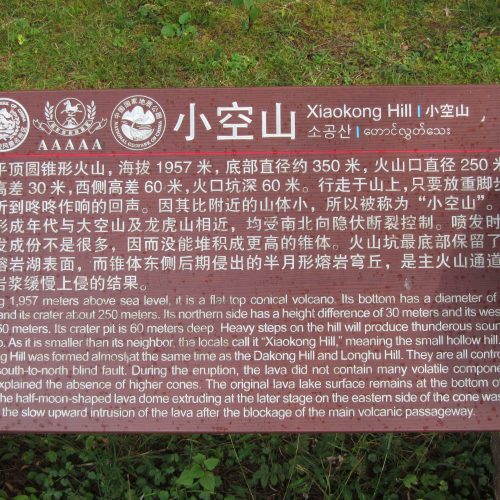 AAAAA
小空山 Xiaokong Hill 小空山
소공산 တောင်လွတ်သေး
平顶圆锥形火山，海拔 1957 米，底部直径约 350 米，火山口直径 250 米
高差 30 米，西侧高差 60 米，火口坑深 60 米。行走于山上，只要放重脚步
听到咚咚作响的回声。因其比附近的山体小，所以被称为“小空山”。
形成年代与大空山及龙虎山相近，均受南北向隐伏断裂控制。喷发时
发成份不是很多，因而没能堆积成更高的锥体。火山坑最底部保留了
熔岩湖表面，而锥体东侧后期侵出的半月形熔岩穹丘，是主火山通道
岩浆缓慢上侵的结果。
1,957 meters above sea level, it is a flat top conical volcano. Its bottom has a diameter of
and its crater about 250 meters. Its northern side has a height difference of 30 meters and its wes
60 meters. Its crater pit is 60 meters deep. Heavy steps on the hill will produce thunderous sour
o. As it is smaller than its neighbor, the locals call it "Xiaokong Hill," meaning the small hollow hill.
ng Hill was formed almost at the same time as the Dakong Hill and Longhu Hill. They are all contr
south-to-north blind fault. During the eruption, the lava did not contain many volatile compone
explained the absence of higher cones. The original lava lake surface remains at the bottom o
he half-moon-shaped lava dome extruding at the later stage on the eastern side of the cone was
the slow upward intrusion of the lava after the blockage of the main volcanic passageway.